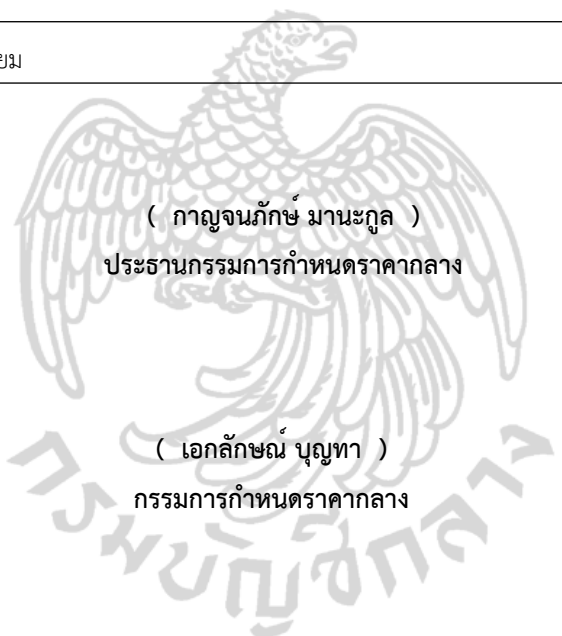 ยม
( กาญจนภักษ์ มานะกูล )
ประธานกรรมการกำหนดราคากลาง
( เอกลักษณ์ บุญทา )
กรรมการกำหนดราคากลาง
กรมบัญชีกลาง